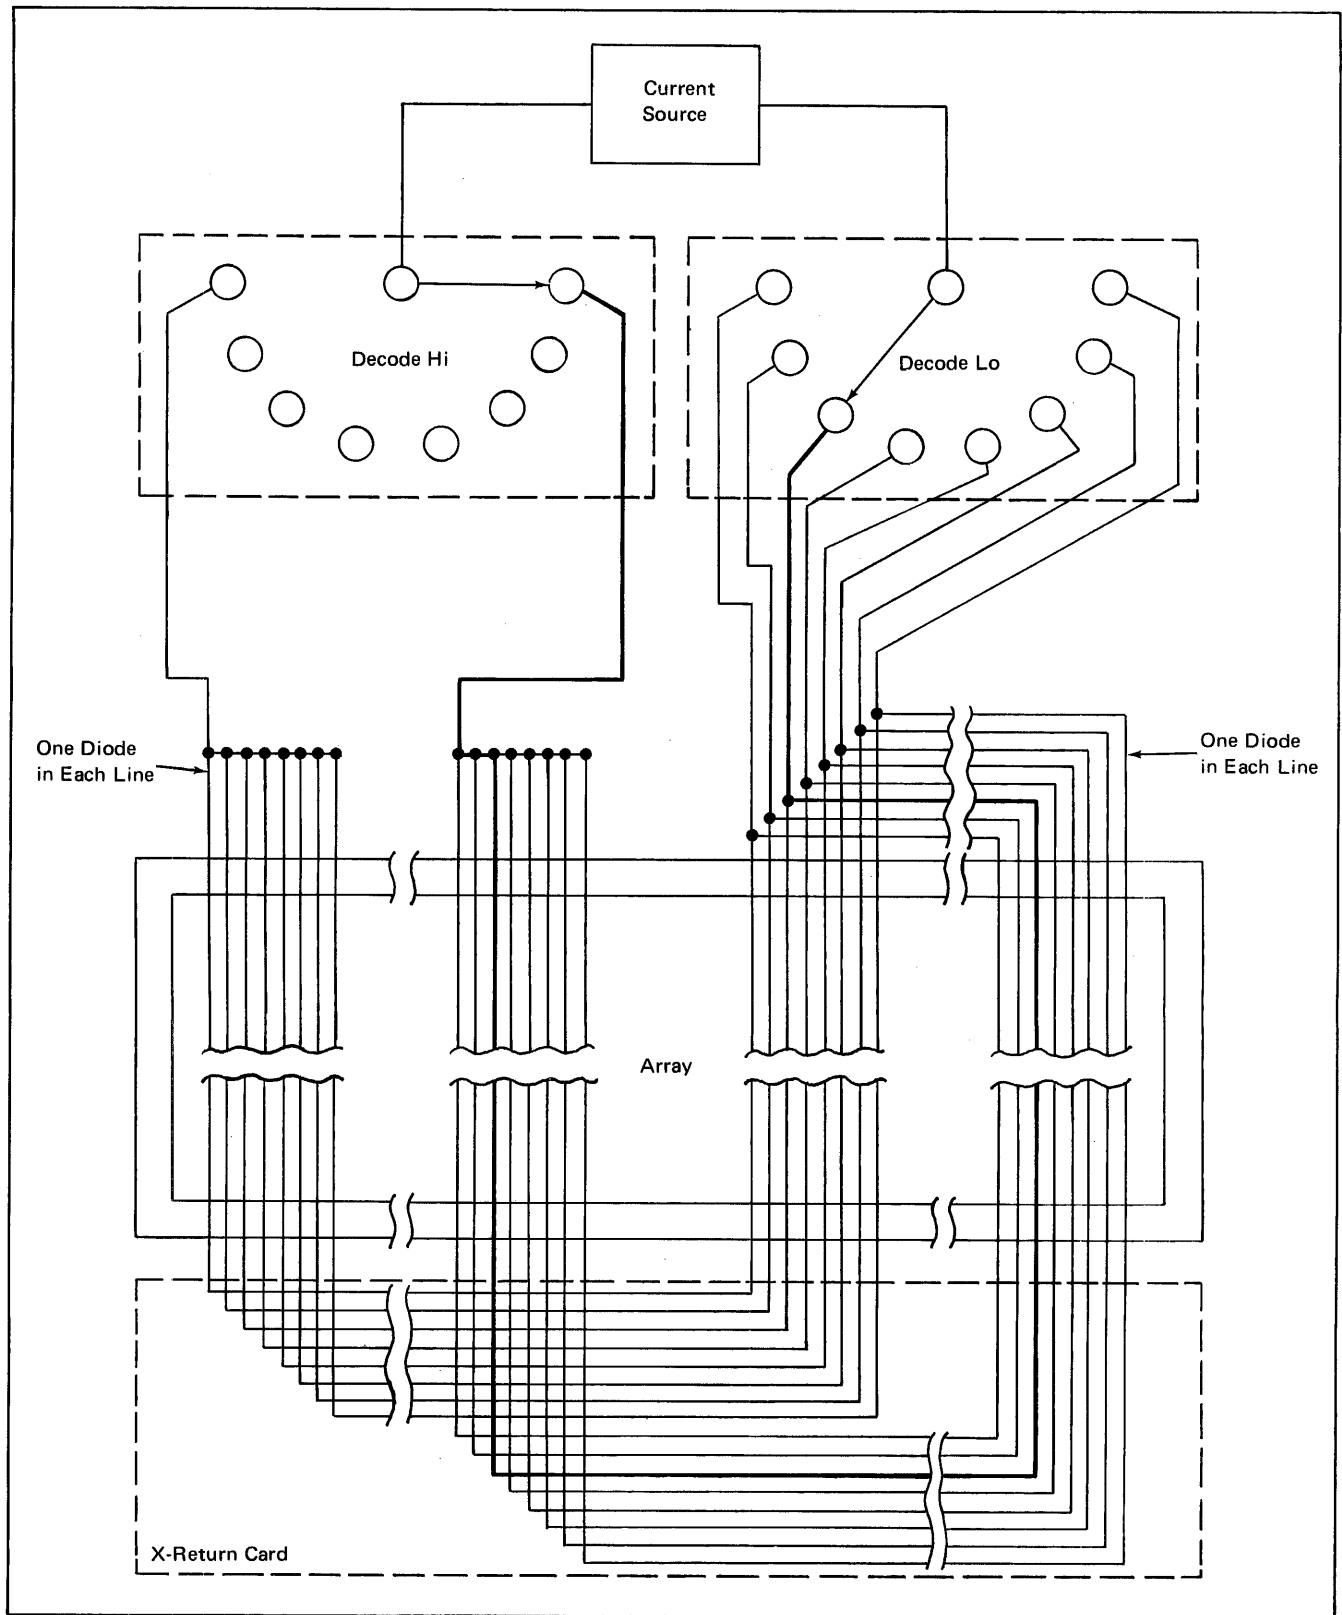 Current
Source
Decode Hi
Decode Lo
One Diode
in Each Line
One Diode
in Each Line
Array
X-Return Card